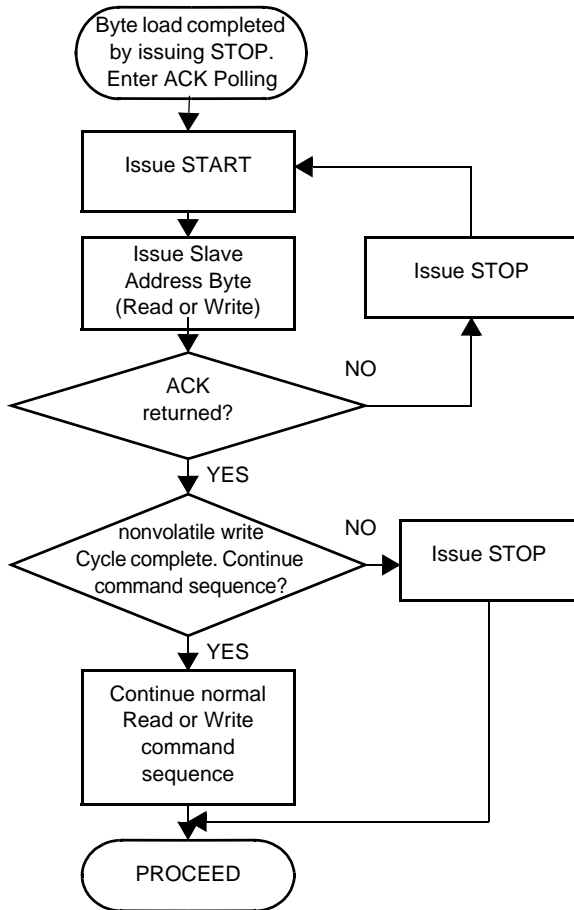 Byte load completed
by issuing STOP.
Enter ACK Polling
Issue START
Issue Slave
Address Byte
(Read or Write)
Issue STOP
ACK
returned?
NO
YES
nonvolatile write
Cycle complete. Continue
command sequence?
NO
Issue STOP
YES
Continue normal
Read or Write
command
sequence
PROCEED